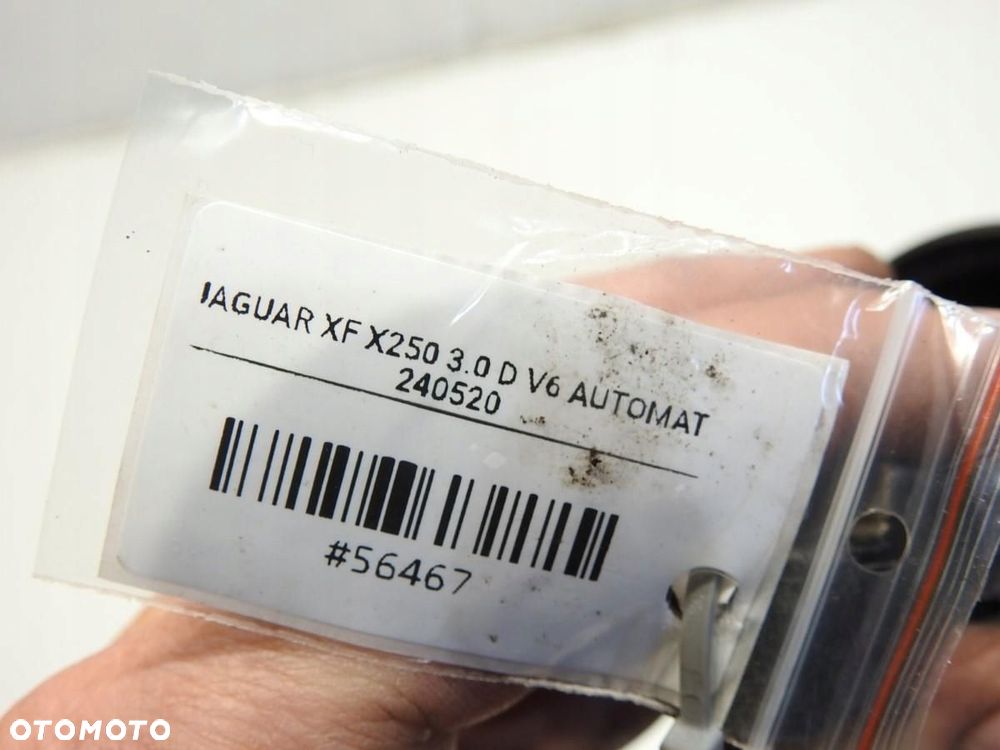 JAGUAR XF X250 3.0 D V6 AUTOMAT
240520
#56467
OTOMOTO